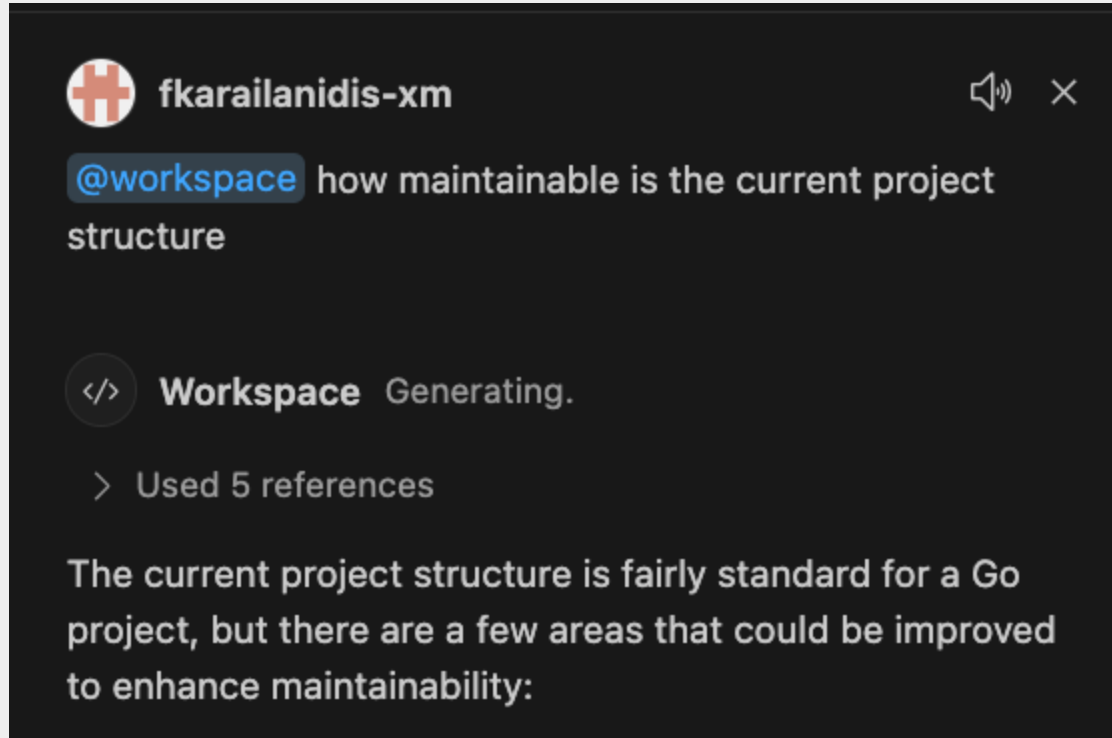 fkarailanidis-xm
@workspace how maintainable is the current project
structure
</> Workspace Generating.
> Used 5 references
The current project structure is fairly standard for a Go
project, but there are a few areas that could be improved
to enhance maintainability: